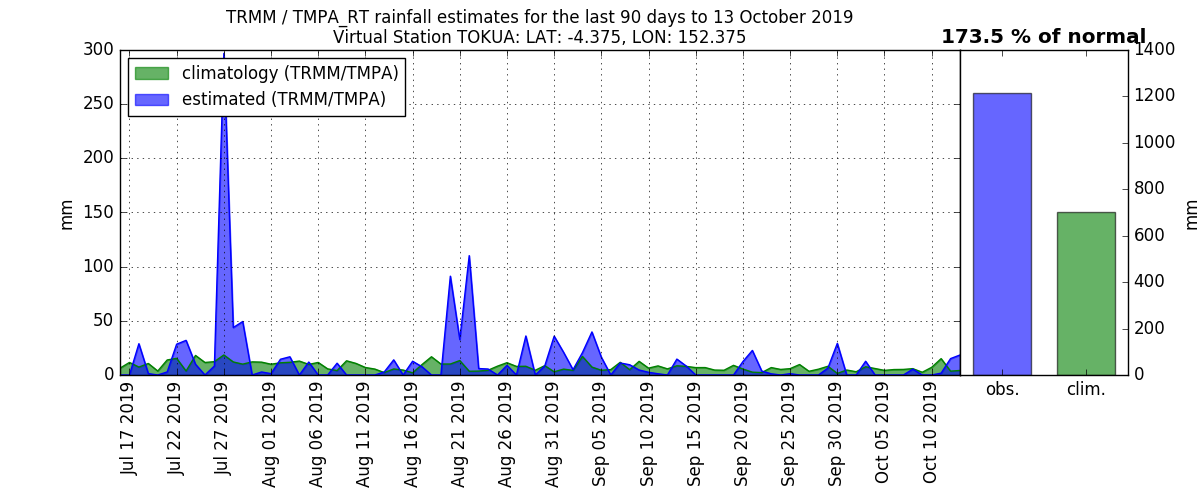 TRMM / TMPA_RT rainfall estimates for the last 90 days to 13 October 2019
Virtual Station TOKUA: LAT: -4.375, LON: 152.375
173.5 % of normal
climatology (TRMM/TMPA)
estimated (TRMM/TMPA)
mm
300
250
200
150
100
50
0
Jul 17 2019
Jul 22 2019
Jul 27 2019
Aug 01 2019
Aug 06 2019
Aug 11 2019
Aug 16 2019
Aug 21 2019
Aug 26 2019
Aug 31 2019
Sep 05 2019
Sep 10 2019
Sep 15 2019
Sep 20 2019
Sep 25 2019
Sep 30 2019
Oct 05 2019
Oct 10 2019
obs.
clim.
1400
1200
1000
800
600
400
200
0
mm